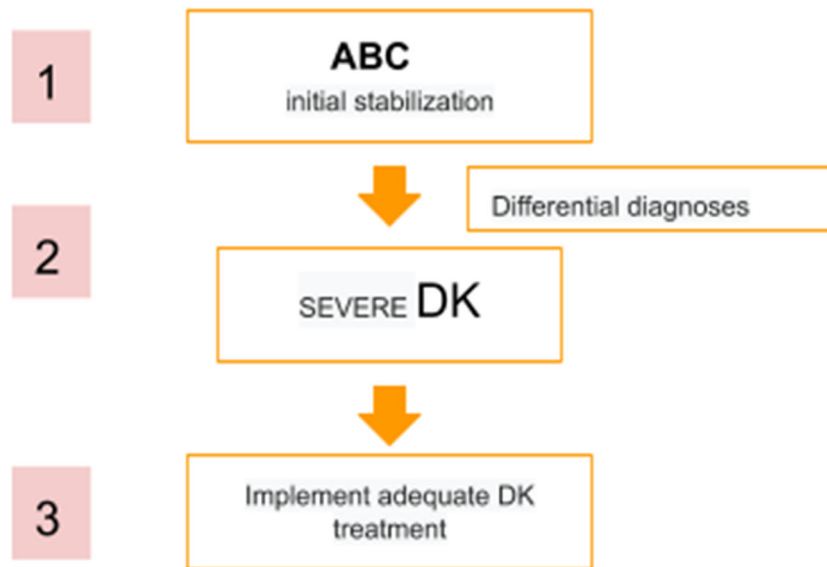 1
ABC
initial stabilization
Differential diagnoses
2
SEVERE DK
3
Implement adequate DK
treatment